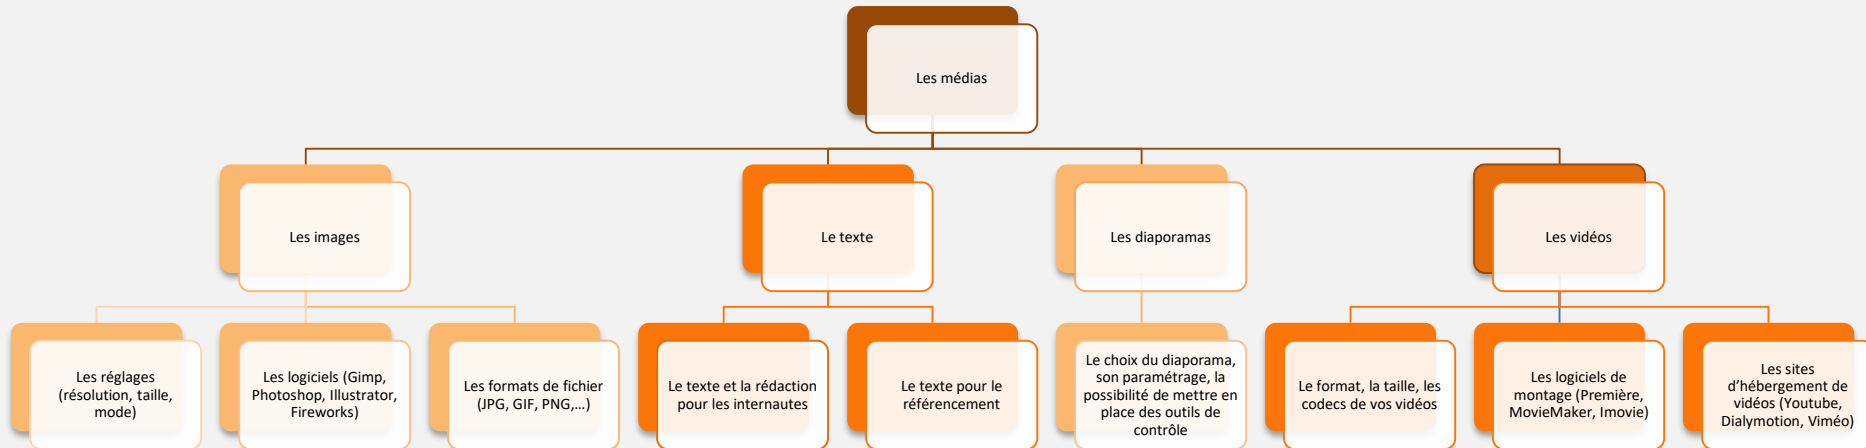 Les médias
Les images
Le texte
Les diaporamas
Les vidéos
Les réglages
(résolution, taille,
mode)
Les logiciels (Gimp,
Photoshop, Illustrator,
Fireworks)
Les formats de fichier
(JPG, GIF, PNG,...)
Le texte et la rédaction
pour les internautes
Le texte pour le
référencement
Le choix du diaporama,
son paramétrage, la
possibilité de mettre en
place des outils de
contrôle
Le format, la taille, les
codecs de vos vidéos
Les logiciels de
montage (Première,
MovieMaker, Imovie)
Les sites
d’hébergement de
vidéos (Youtube,
Dialymotion, Viméo)